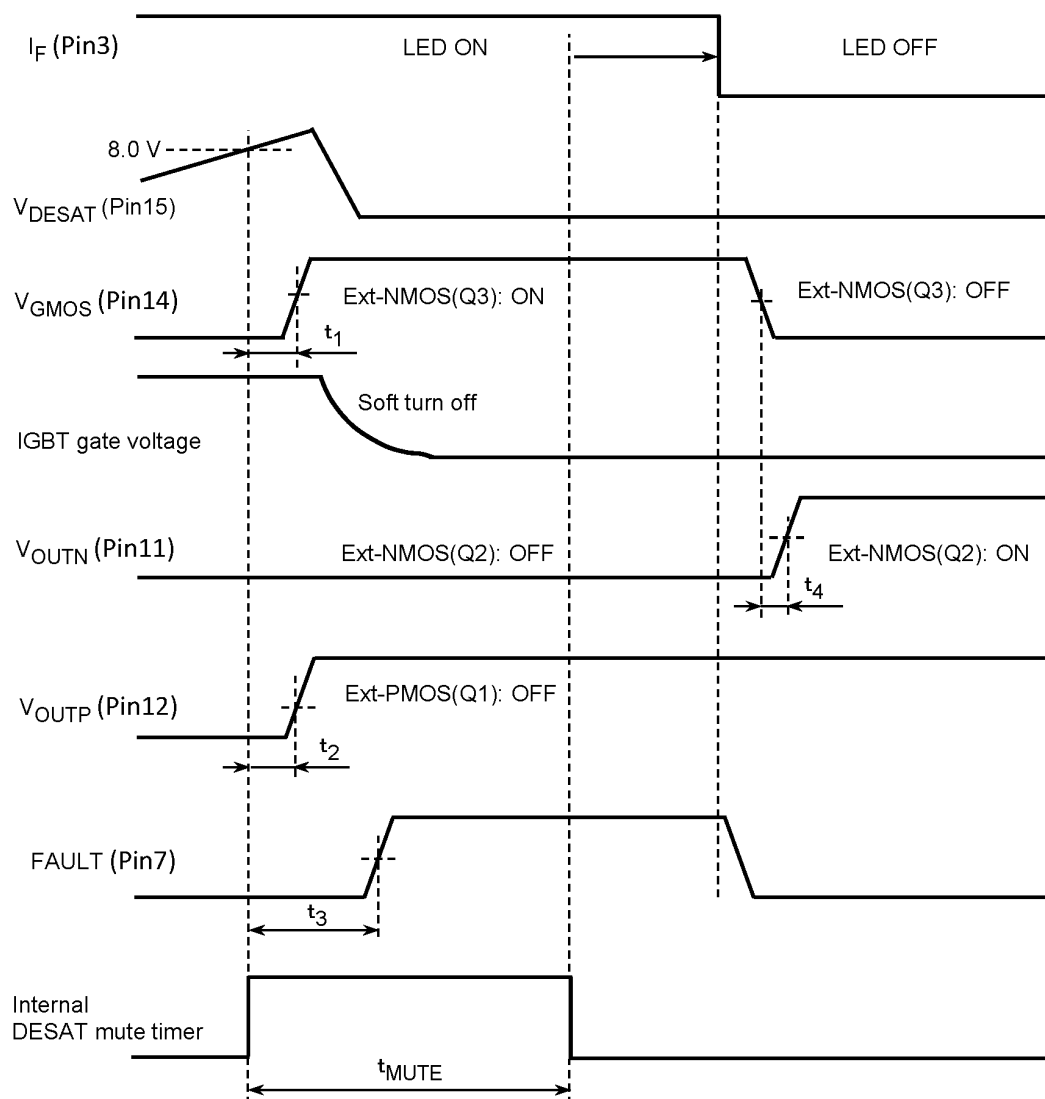 IF (Pin3)
LED ON
LED OFF
8.0 V
VDESAT (Pin15)
VGMOS (Pin14)
Ext-NMOS(Q3): ON
Ext-NMOS(Q3): OFF
t1
Soft turn off
IGBT gate voltage
VOUTN (Pin11)
Ext-NMOS(Q2): OFF
Ext-NMOS(Q2): ON
t4
VOUTP (Pin12)
Ext-PMOS(Q1): OFF
t2
FAULT (Pin7)
t3
Internal
DESAT mute timer
tMUTE